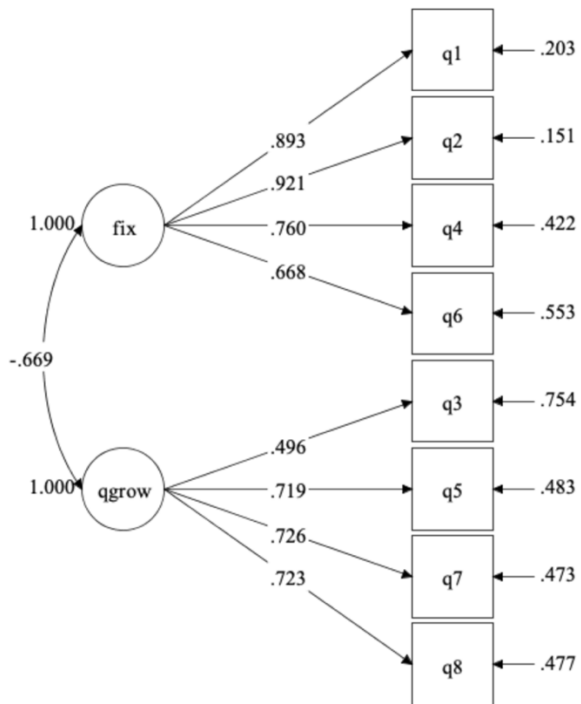 q1
.203
.893
q2
.151
.921
1.000
fix
.760
q4
.422
.668
q6
.553
-.669
q3
.754
.496
1.000
qgrow
.719
q5
.483
.726
q7
.473
.723
q8
.477